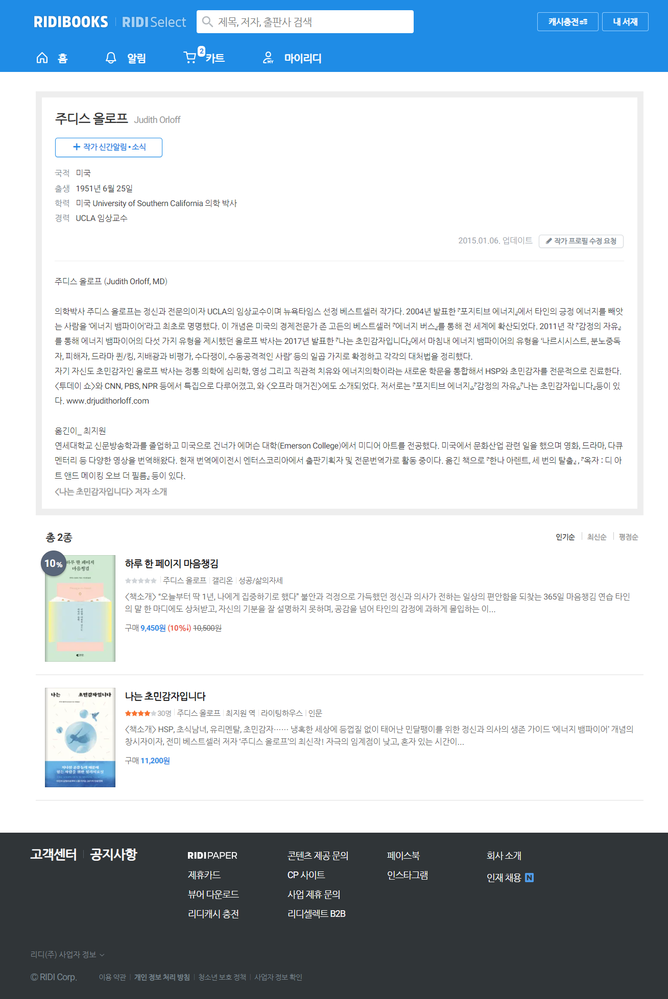 RIDIBOOKS RIDI Select 제목, 저자, 출판사 검색 캐시충전 내 서재
홈 알림 2 카트 MY 마이리디
주디스 올로프 Judith Orloff
+ 작가 신간알림 • 소식
국적 미국
출생 1951년 6월 25일
학력 미국 University of Southern California 의학 박사
경력 UCLA 임상교수
2015.01.06. 업데이트 작가 프로필 수정 요청
주디스 올로프 (Judith Orloff, MD)
의학박사 주디스 올로프는 정신과 전문의이자 UCLA의 임상교수이며 뉴욕타임스 선정 베스트셀러 작가다. 2004년 발표한 『포지티브 에너지』에서 타인의 긍정 에너지를 빼앗
는 사람을 ‘에너지 뱀파이어’라고 최초로 명명했다. 이 개념은 미국의 경제전문가 존 고든의 베스트셀러 『에너지 버스』를 통해 전 세계에 확산되었다. 2011년 작 『감정의 자유』
를 통해 에너지 뱀파이어의 다섯 가지 유형을 제시했던 올로프 박사는 2017년 발표한 『나는 초민감자입니다』에서 마침내 에너지 뱀파이어의 유형을 ‘나르시시스트, 분노중독
자, 피해자, 드라마 퀸/킹, 지배광과 비평가, 수다쟁이, 수동공격적인 사람’ 등의 일곱 가지로 확정하고 각각의 대처법을 정리했다.
자기 자신도 초민감자인 올로프 박사는 정통 의학에 심리학, 영성 그리고 직관적 치유와 에너지의학이라는 새로운 학문을 통합해서 HSP와 초민감자를 전문적으로 진료한다.
〈투데이 쇼〉와 CNN, PBS, NPR 등에서 특집으로 다루어졌고, 와 〈오프라 매거진〉에도 소개되었다. 저서로는 『포지티브 에너지』,『감정의 자유』,『나는 초민감자입니다』등이 있
다. www.drjudithorloff.com
옮긴이_ 최지원
연세대학교 신문방송학과를 졸업하고 미국으로 건너가 에머슨 대학(Emerson College)에서 미디어 아트를 전공했다. 미국에서 문화산업 관련 일을 했으며 영화, 드라마, 다큐
멘터리 등 다양한 영상을 번역해왔다. 현재 번역에이전시 엔터스코리아에서 출판기획자 및 전문번역가로 활동 중이다. 옮긴 책으로 『한나 아렌트, 세 번의 탈출』, 『옥자 : 디 아
트 앤드 메이킹 오브 더 필름』 등이 있다.
<나는 초민감자입니다> 저자 소개
총 2종 인기순 최신순 평점순
10%
하루 한 페이지
마음챙김
하루 한 페이지 마음챙김
주디스 올로프 갤리온 성공/삶의자세
〈책소개〉 “오늘부터 딱 1년, 나에게 집중하기로 했다” 불안과 걱정으로 가득했던 정신과 의사가 전하는 일상의 편안함을 되찾는 365일 마음챙김 연습 타인
의 말 한 마디에도 상처받고, 자신의 기분을 잘 설명하지 못하며, 공감을 넘어 타인의 감정에 과하게 몰입하는 이...
구매 9,450원 (10%↓) 10,500원
나는 초민감자입니다
지나친 공감 능력 때문에
힘든 사람을 위한 심리치료실
나는 초민감자입니다
30명 주디스 올로프 최지원 역 라이팅하우스 인문
〈책소개〉 HSP, 초식남녀, 유리멘탈, 초민감자…… 냉혹한 세상에 등껍질 없이 태어난 민달팽이를 위한 정신과 의사의 생존 가이드 ‘에너지 뱀파이어’ 개념의
창시자이자, 전미 베스트셀러 저자 ‘주디스 올로프’의 최신작! 자극의 임계점이 낮고, 혼자 있는 시간이...
구매 11,200원
고객센터 공지사항
RIDIPAPER 콘텐츠 제공 문의 페이스북 회사 소개
제휴카드 CP 사이트 인스타그램 인재 채용 N
뷰어 다운로드 사업 제휴 문의
리디캐시 충전 리디셀렉트 B2B
리디(주) 사업자 정보
© RIDI Corp. 이용 약관 개인 정보 처리 방침 청소년 보호 정책 사업자 정보 확인